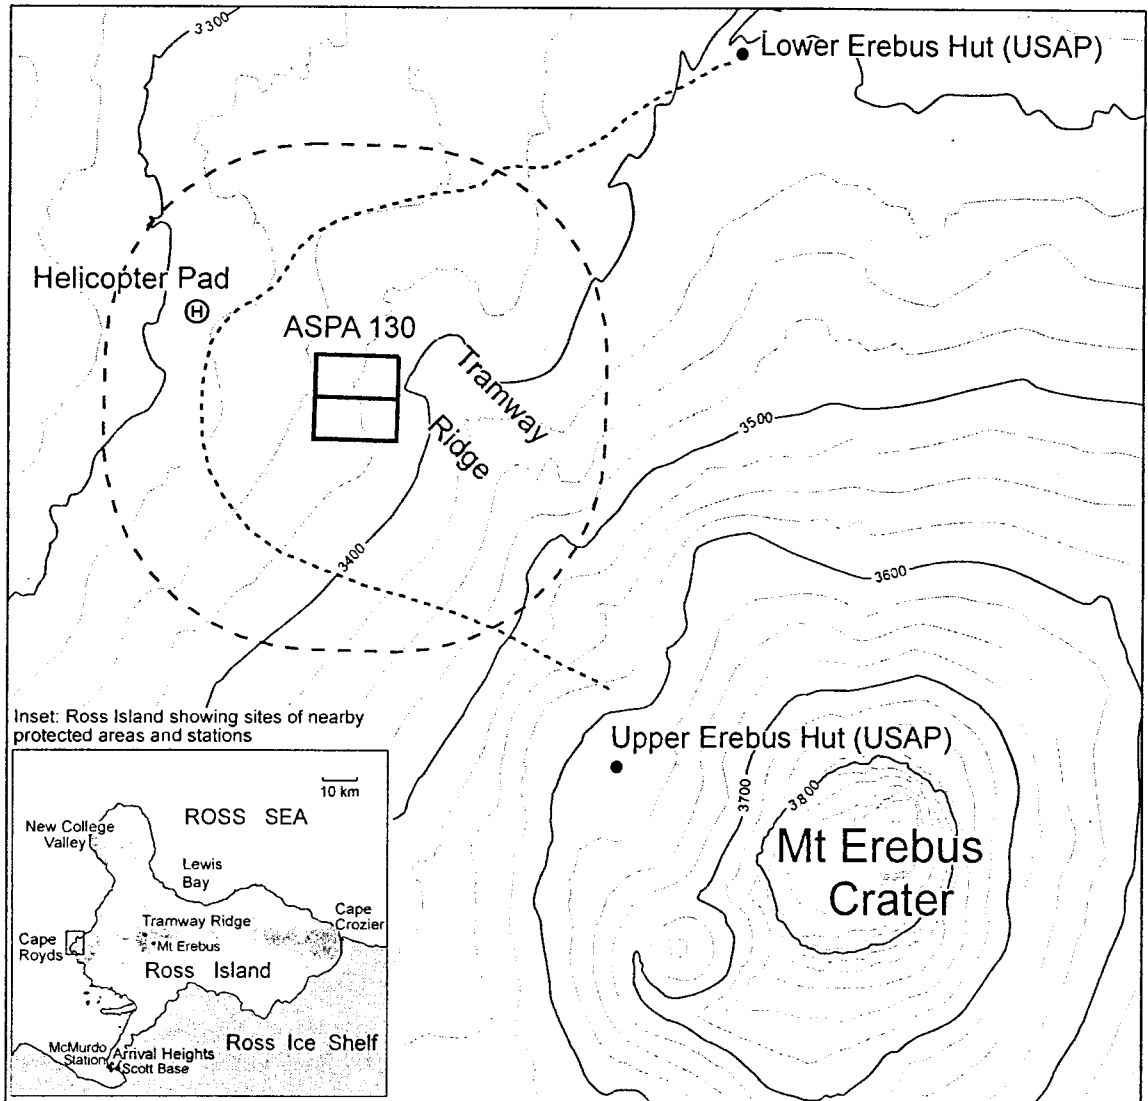 3300
Lower Erebus Hut (USAP)
Helicopter Pad
H
ASPA 130
Tramway
Ridge
3500
3400
3600
Inset: Ross Island showing sites of nearby
protected areas and stations
Upper Erebus Hut (USAP)
3700
3800
Mt Erebus
Crater
10 km
ROSS SEA
New College
Valley
Lewis
Bay
Tramway Ridge
Cape
Crozier
Cape
Royds
Mt Erebus
Ross Island
Ross Ice Shelf
McMurdo
Station
Arrival Heights
Scott Base